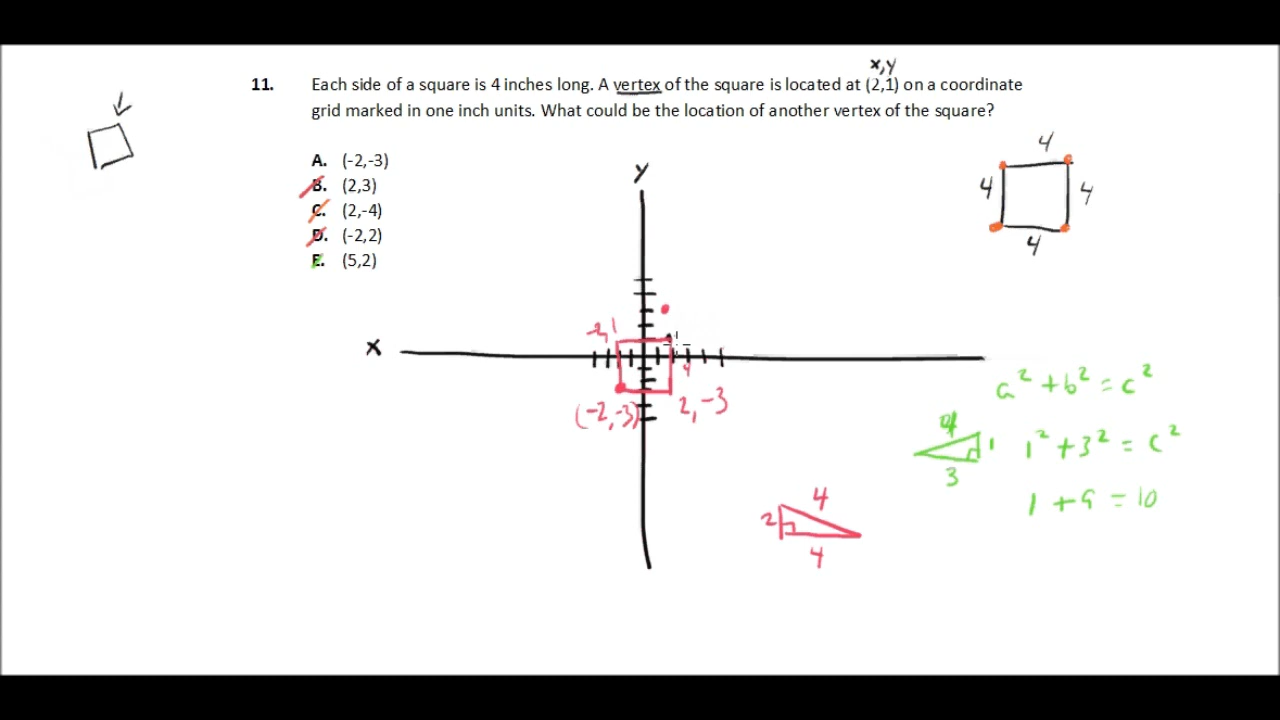 x,y
11. Each side of a square is 4 inches long. A vertex of the square is located at (2,1) on a coordinate
grid marked in one inch units. What could be the location of another vertex of the square?
A. (-2,-3)
B. (2,3)
C. (2,-4)
D. (-2,2)
E. (5,2)
4
4
4
4
y
x
-2,1
(-2,-3)
2,-3
a² + b² = c²
4
1
3
1² + 3² = c²
1 + 9 = 10
4
2
4